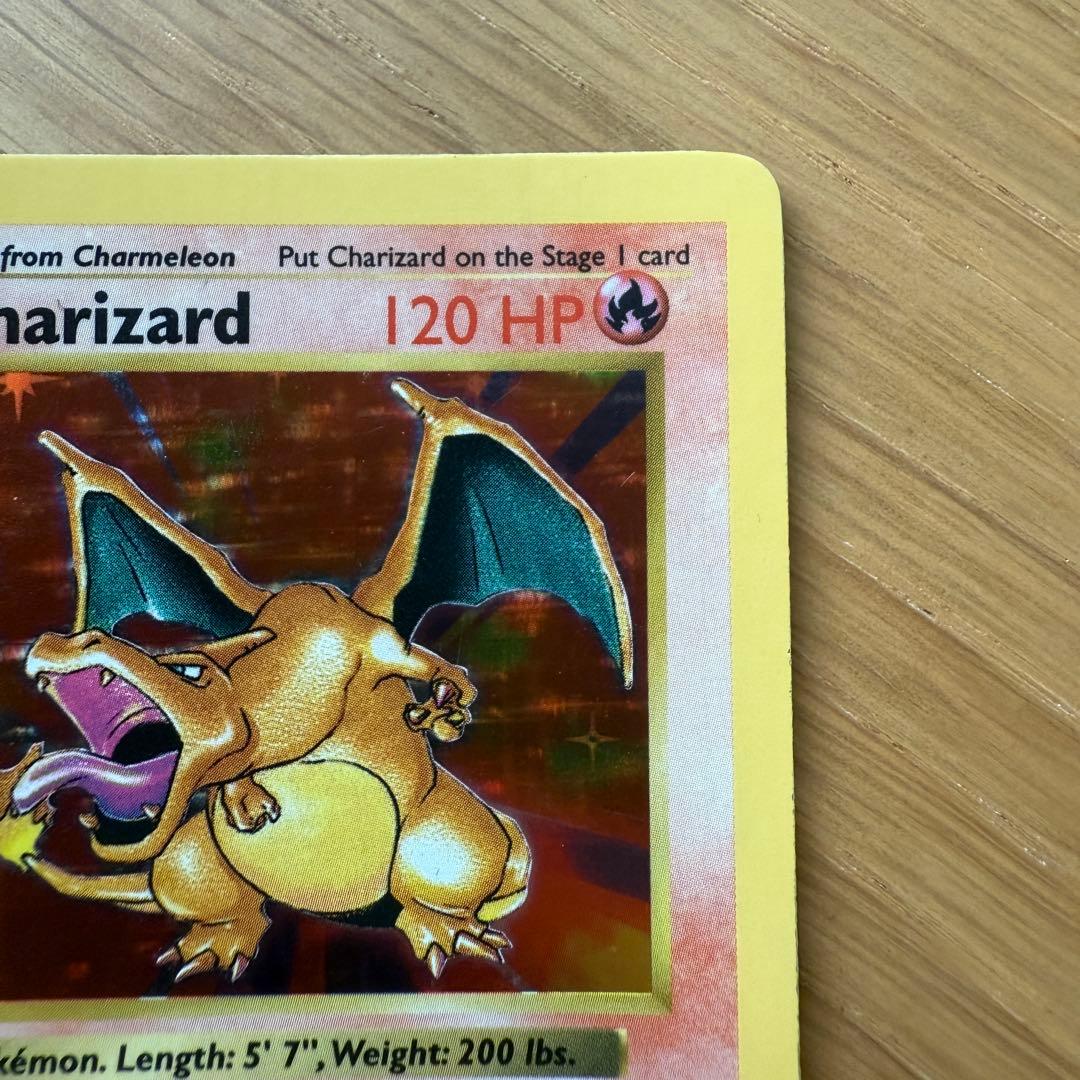 from Charmeleon Put Charizard on the Stage 1 card
harizard 120 HP
kémon. Length: 5' 7", Weight: 200 lbs.